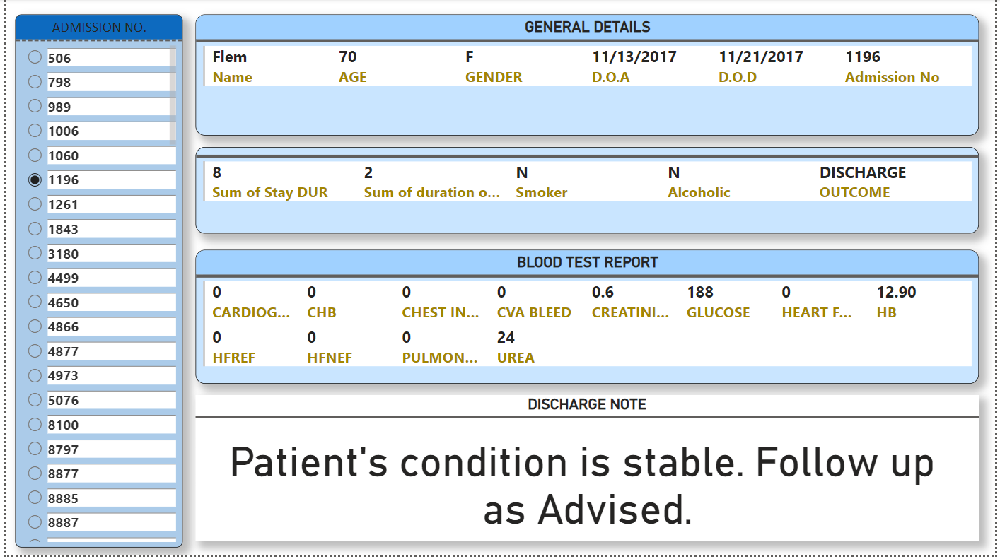 ADMISSION NO.
506
798
989
1006
1060
1196
1261
1843
3180
4499
4650
4866
4877
4973
5076
8100
8797
8877
8885
8887
GENERAL DETAILS
Flem 70 F 11/13/2017 11/21/2017 1196
Name AGE GENDER D.O.A D.O.D Admission No
8 2 N N DISCHARGE
Sum of Stay DUR Sum of duration o... Smoker Alcoholic OUTCOME
BLOOD TEST REPORT
0 0 0 0 0.6 188 0 12.90
CARDIOG... CHB CHEST IN... CVA BLEED CREATINI... GLUCOSE HEART F... HB
0 0 0 24
HFREF HFNEF PULMON... UREA
DISCHARGE NOTE
Patient's condition is stable. Follow up
as Advised.